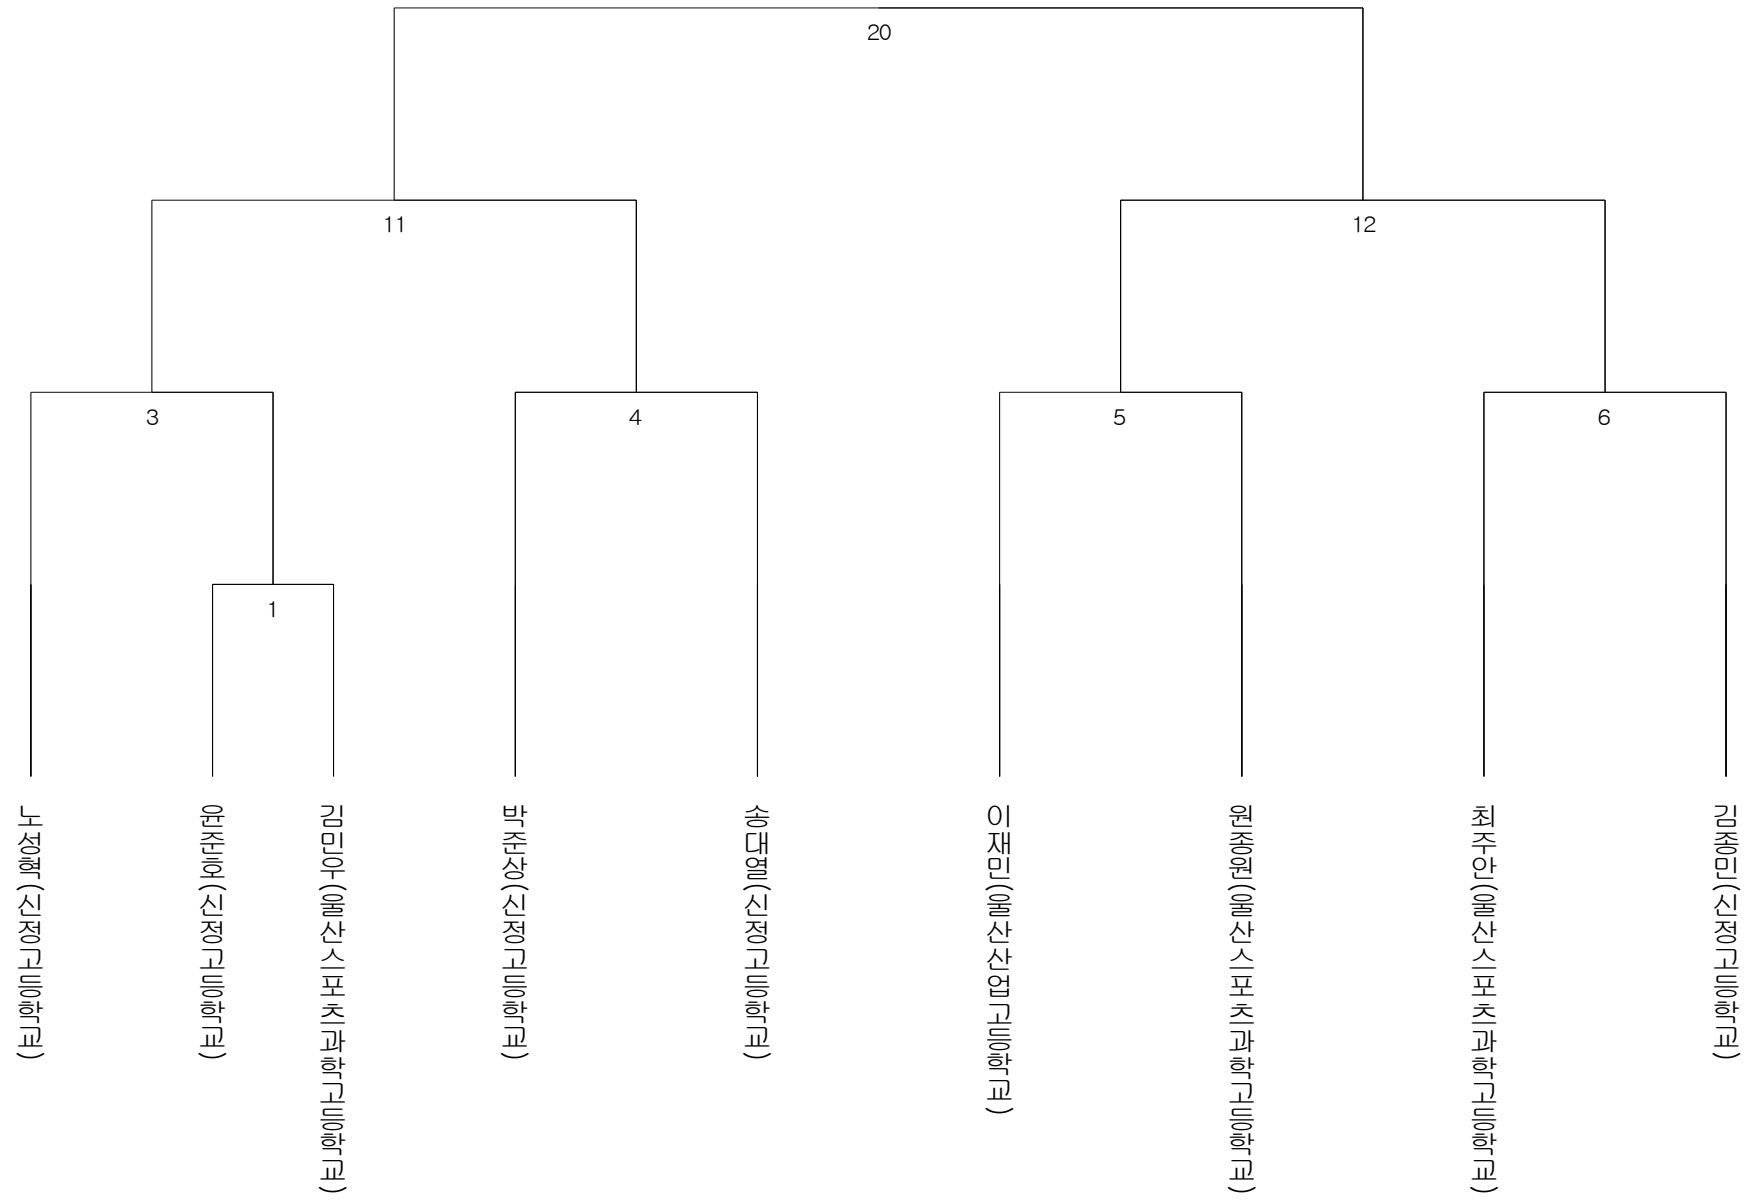 20
11
12
3
4
5
6
1
노성혁(신정고등학교)
윤준호(신정고등학교)
김민우(울산스포츠과학고등학교)
박준상(신정고등학교)
송대열(신정고등학교)
이재민(울산산업고등학교)
원종원(울산스포츠과학고등학교)
최주안(울산스포츠과학고등학교)
김종민(신정고등학교)